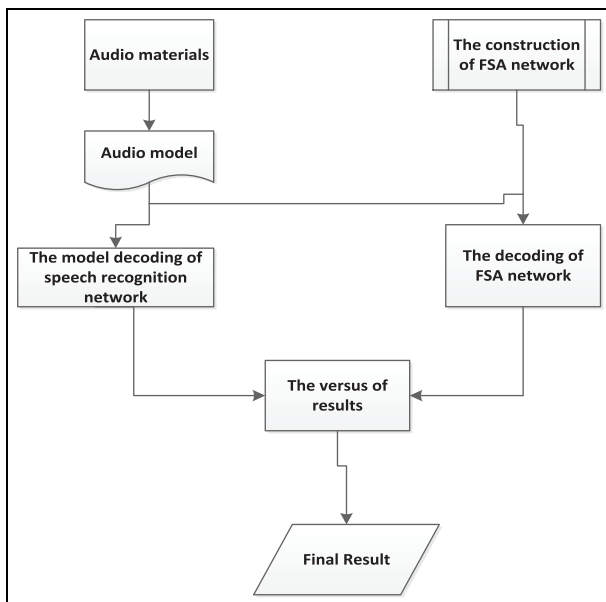 Audio materials
The construction
of FSA network
Audio model
The model decoding of
speech recognition
network
The decoding of
FSA network
The versus of
results
Final Result